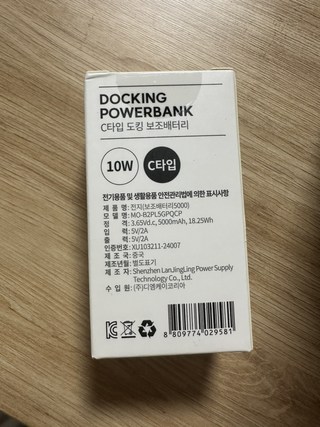 DOCKING
POWERBANK
C타입 도킹 보조배터리
10W
C타입
전기용품 및 생활용품 안전관리법에 의한 표시사항
제 품 명: 전지(보조배터리5000)
모 델 명: MO-B2PL5GPQCP
정 격: 3.65Vd.c, 5000mAh, 18.25Wh
입 력: 5V/2A
출 력: 5V/2A
인증번호: XU103211-24007
제 조 국: 중국
제조년월: 별도표기
제 조 자: Shenzhen LanJingLing Power Supply
Technology Co., Ltd.
수 입 원: (주)디엠케이코리아
8 809774 029581